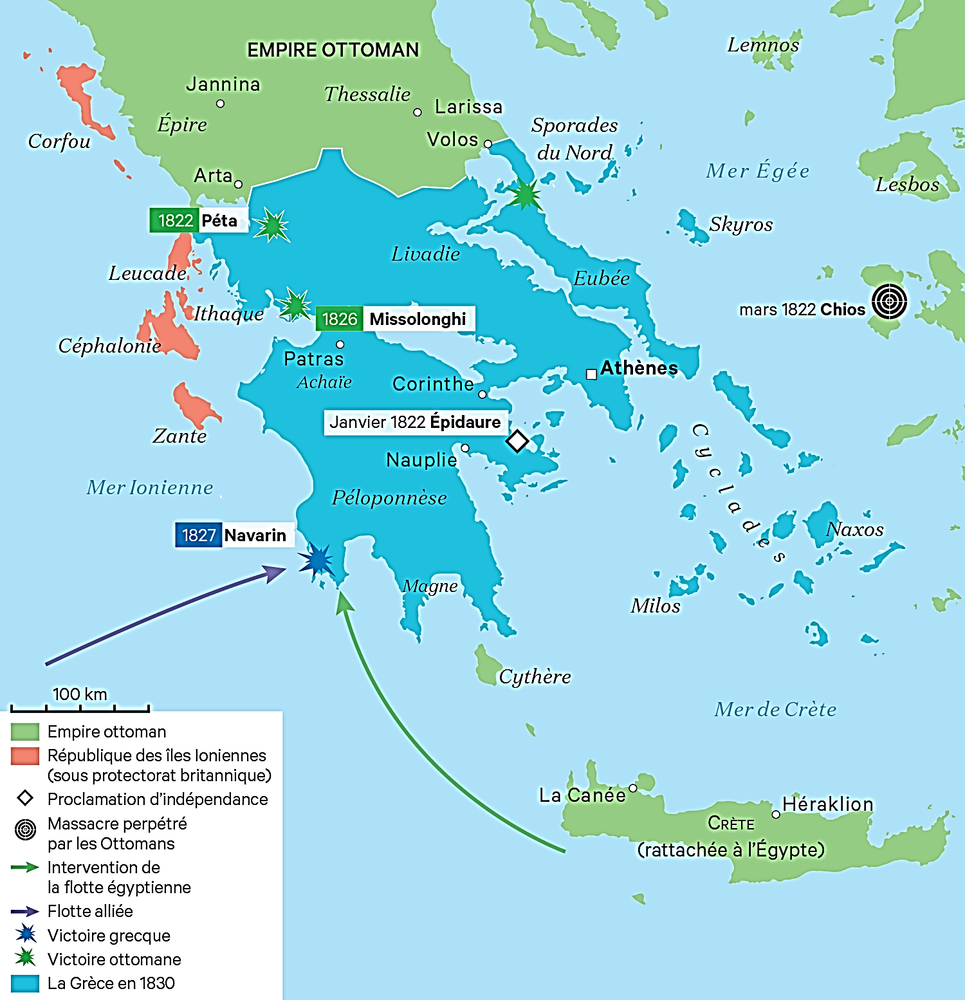 EMPIRE OTTOMAN
Lemnos
Jannina
Thessalie
Larissa
Épire
Sporades
du Nord
Corfou
Volos
Mer Égée
Arta
Lesbos
1822 Péta
Skyros
Livadie
Leucade
Eubée
Ithaque
mars 1822 Chios
1826 Missolonghi
Céphalonie
Patras
Athènes
Achaïe
Corinthe
Janvier 1822 Épidaure
Zante
Cyclades
Nauplie
Mer Ionienne
Péloponnèse
1827 Navarin
Naxos
Magne
Milos
Cythère
100 km
Mer de Crète
La Canée
Héraklion
CRÈTE
(rattachée à l'Égypte)
Empire ottoman
République des îles Ioniennes
(sous protectorat britannique)
Proclamation d'indépendance
Massacre perpétré
par les Ottomans
Intervention de
la flotte égyptienne
Flotte alliée
Victoire grecque
Victoire ottomane
La Grèce en 1830